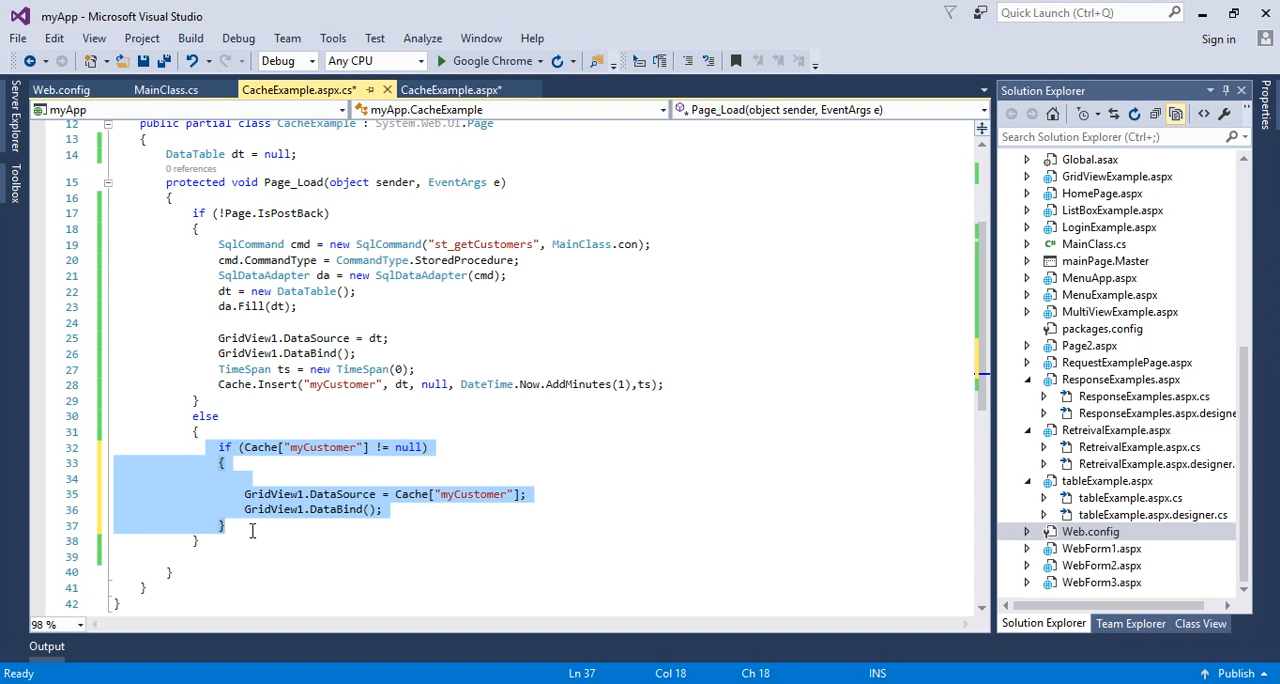 myApp - Microsoft Visual Studio
Quick Launch (Ctrl+Q)
File Edit View Project Build Debug Team Tools Test Analyze Window Help
Sign in
Debug Any CPU Google Chrome
Web.config MainClass.cs CacheExample.aspx.cs* CacheExample.aspx*
myApp myApp.CacheExample Page_Load(object sender, EventArgs e)
Server Explorer
Toolbox
12 public partial class CacheExample : System.Web.UI.Page
13 {
14 DataTable dt = null;
0 references
15 protected void Page_Load(object sender, EventArgs e)
16 {
17 if (!Page.IsPostBack)
18 {
19 SqlCommand cmd = new SqlCommand("st_getCustomers", MainClass.con);
20 cmd.CommandType = CommandType.StoredProcedure;
21 SqlDataAdapter da = new SqlDataAdapter(cmd);
22 dt = new DataTable();
23 da.Fill(dt);
24
25 GridView1.DataSource = dt;
26 GridView1.DataBind();
27 TimeSpan ts = new TimeSpan(0);
28 Cache.Insert("myCustomer", dt, null, DateTime.Now.AddMinutes(1),ts);
29 }
30 else
31 {
32 if (Cache["myCustomer"] != null)
33 {
34
35 GridView1.DataSource = Cache["myCustomer"];
36 GridView1.DataBind();
37 }
38 }
39
40 }
41 }
42 }
98 %
Output
Solution Explorer
Search Solution Explorer (Ctrl+;)
Global.asax
GridViewExample.aspx
HomePage.aspx
ListBoxExample.aspx
LoginExample.aspx
C# MainClass.cs
mainPage.Master
MenuApp.aspx
MenuExample.aspx
MultiViewExample.aspx
packages.config
Page2.aspx
RequestExamplePage.aspx
ResponseExamples.aspx
ResponseExamples.aspx.cs
ResponseExamples.aspx.designe
RetreivalExample.aspx
RetreivalExample.aspx.cs
RetreivalExample.aspx.designer.
tableExample.aspx
tableExample.aspx.cs
tableExample.aspx.designer.cs
Web.config
WebForm1.aspx
WebForm2.aspx
WebForm3.aspx
Solution Explorer Team Explorer Class View
Properties
Ready Ln 37 Col 18 Ch 18 INS Publish